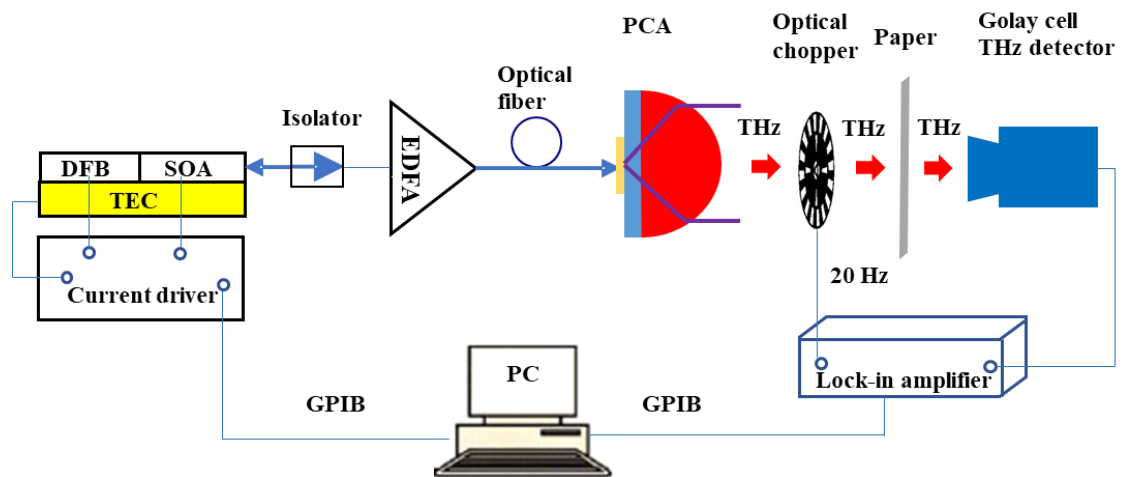 PCA
Optical
chopper
Paper
Golay cell
THz detector
Optical
fiber
Isolator
EDFA
THz
THz
THz
DFB
SOA
TEC
Current driver
20 Hz
Lock-in amplifier
PC
GPIB
GPIB